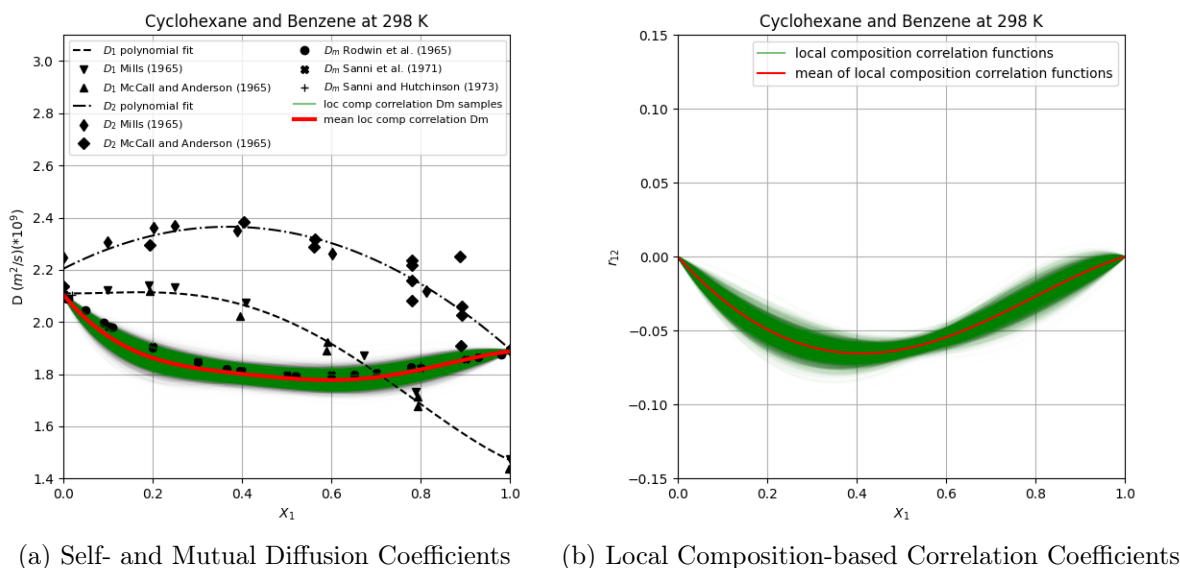 Cyclohexane and Benzene at 298 K
D₁ polynomial fit
D₁ Mills (1965)
D₁ McCall and Anderson (1965)
D₂ polynomial fit
D₂ Mills (1965)
D₂ McCall and Anderson (1965)
Dₘ Rodwin et al. (1965)
Dₘ Sanni et al. (1971)
Dₘ Sanni and Hutchinson (1973)
loc comp correlation Dm samples
mean loc comp correlation Dm
D (m²/s)(*10⁹)
3.0
2.8
2.6
2.4
2.2
2.0
1.8
1.6
1.4
0.0 0.2 0.4 0.6 0.8 1.0
X₁
(a) Self- and Mutual Diffusion Coefficients
Cyclohexane and Benzene at 298 K
local composition correlation functions
mean of local composition correlation functions
r₁₂
0.15
0.10
0.05
0.00
−0.05
−0.10
−0.15
0.0 0.2 0.4 0.6 0.8 1.0
X₁
(b) Local Composition-based Correlation Coefficients